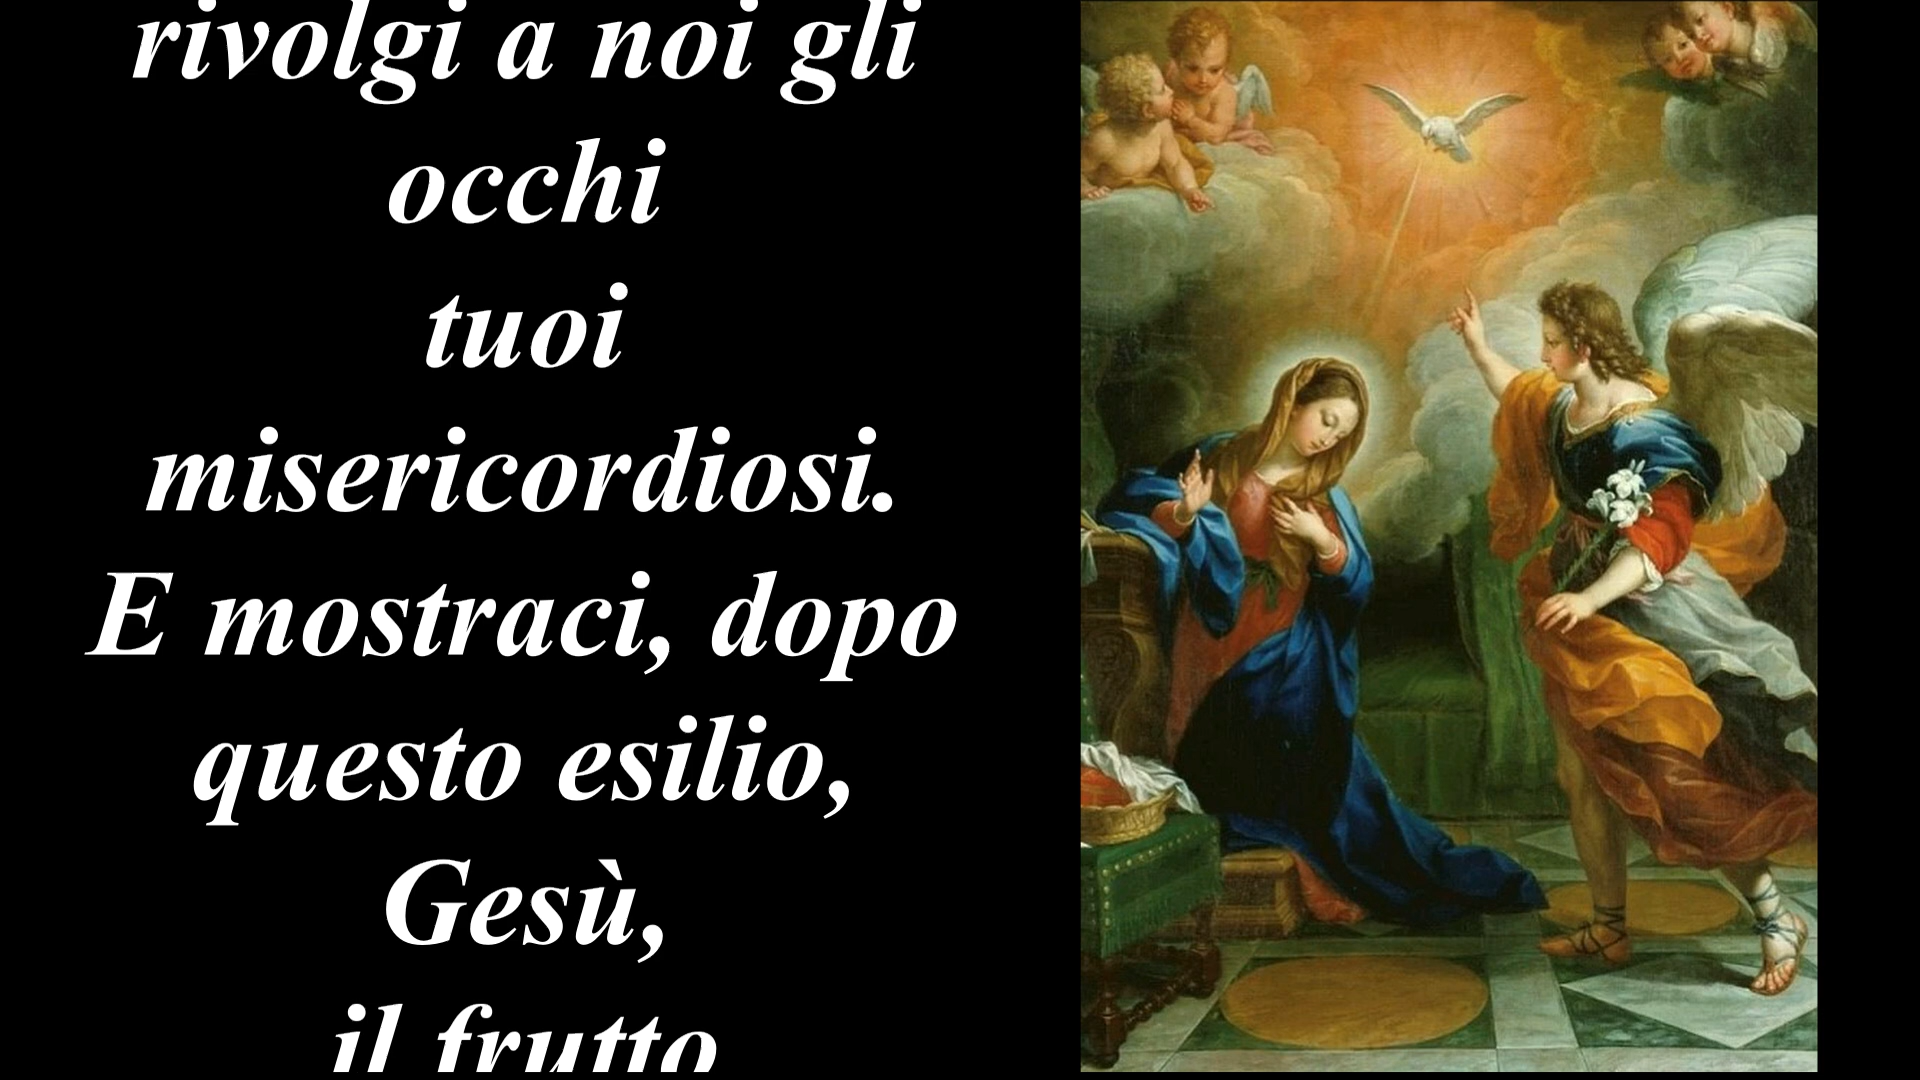 rivolgi a noi gli
occhi
tuoi
misericordiosi.
E mostraci, dopo
questo esilio,
Gesù,
il frutto